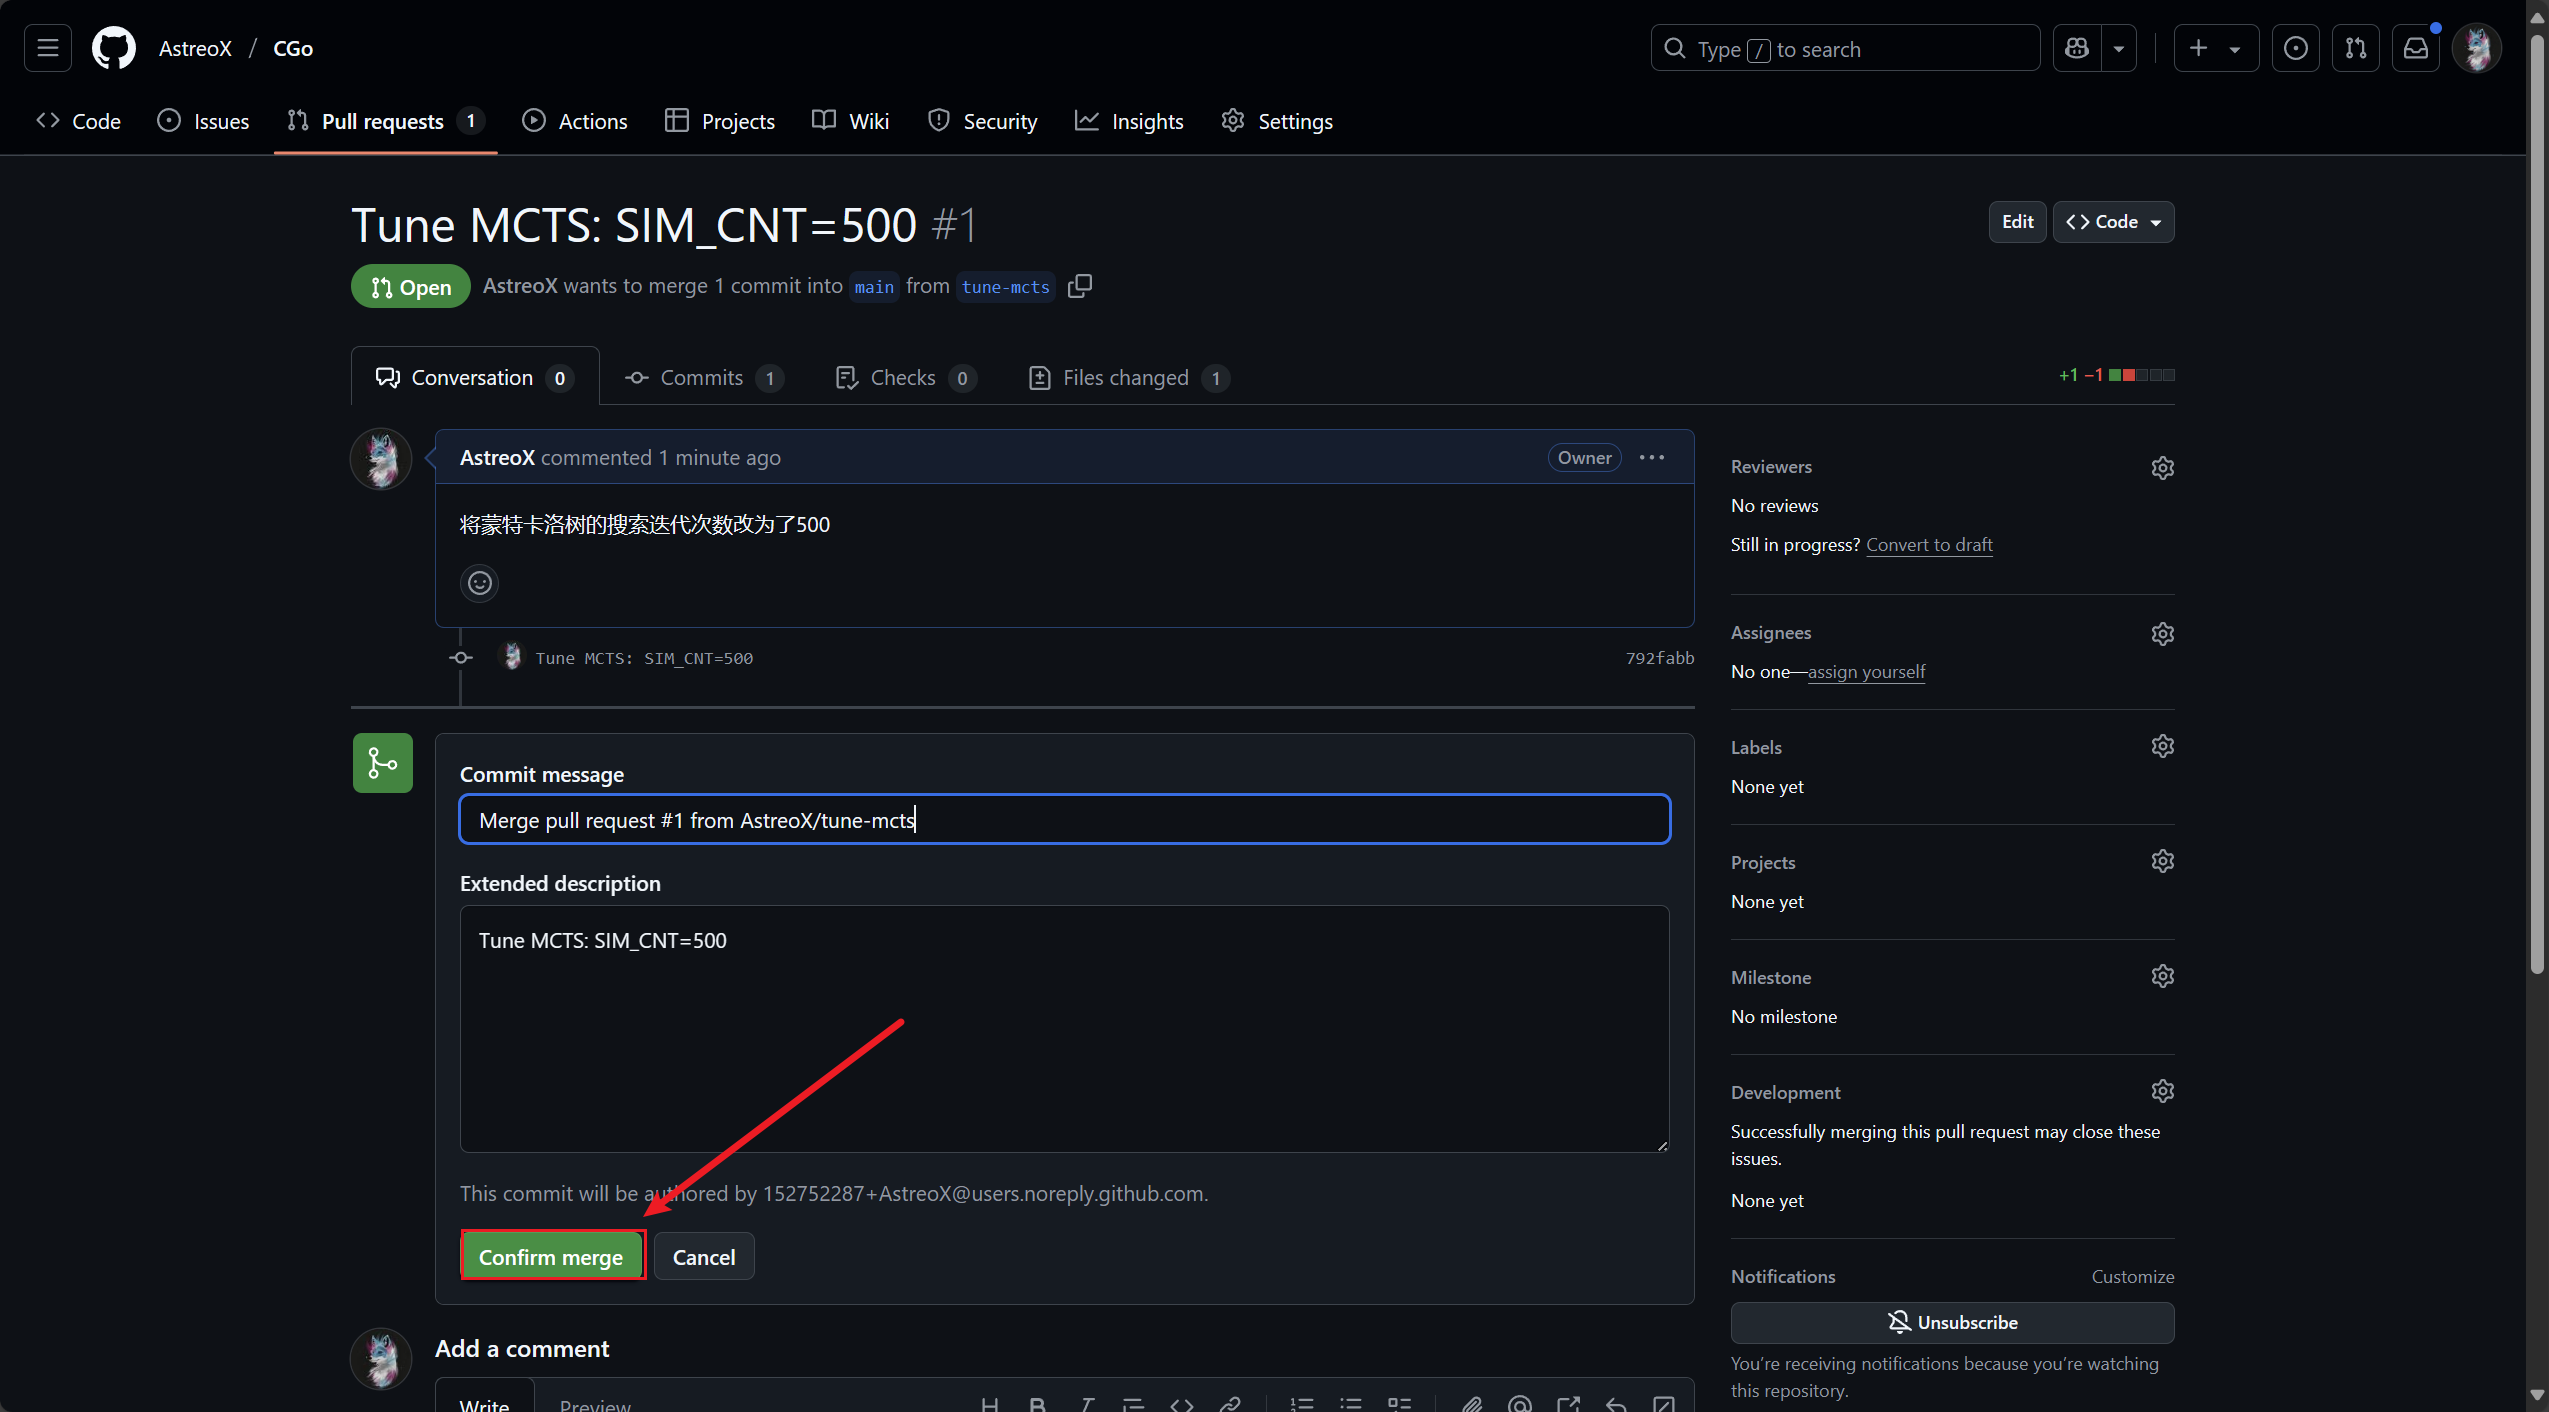 AstreoX / CGo
Type / to search
Code
Issues
Pull requests 1
Actions
Projects
Wiki
Security
Insights
Settings
Tune MCTS: SIM_CNT=500 #1
Edit
Code
Open
AstreoX wants to merge 1 commit into main from tune-mcts
Conversation 0
Commits 1
Checks 0
Files changed 1
+1 −1
AstreoX commented 1 minute ago
Owner
将蒙特卡洛树的搜索迭代次数改为了500
Tune MCTS: SIM_CNT=500
792fabb
Commit message
Merge pull request #1 from AstreoX/tune-mcts
Extended description
Tune MCTS: SIM_CNT=500
This commit will be authored by 152752287+AstreoX@users.noreply.github.com.
Confirm merge
Cancel
Add a comment
Write
Preview
Reviewers
No reviews
Still in progress? Convert to draft
Assignees
No one—assign yourself
Labels
None yet
Projects
None yet
Milestone
No milestone
Development
Successfully merging this pull request may close these
issues.
None yet
Notifications
Customize
Unsubscribe
You're receiving notifications because you're watching
this repository.